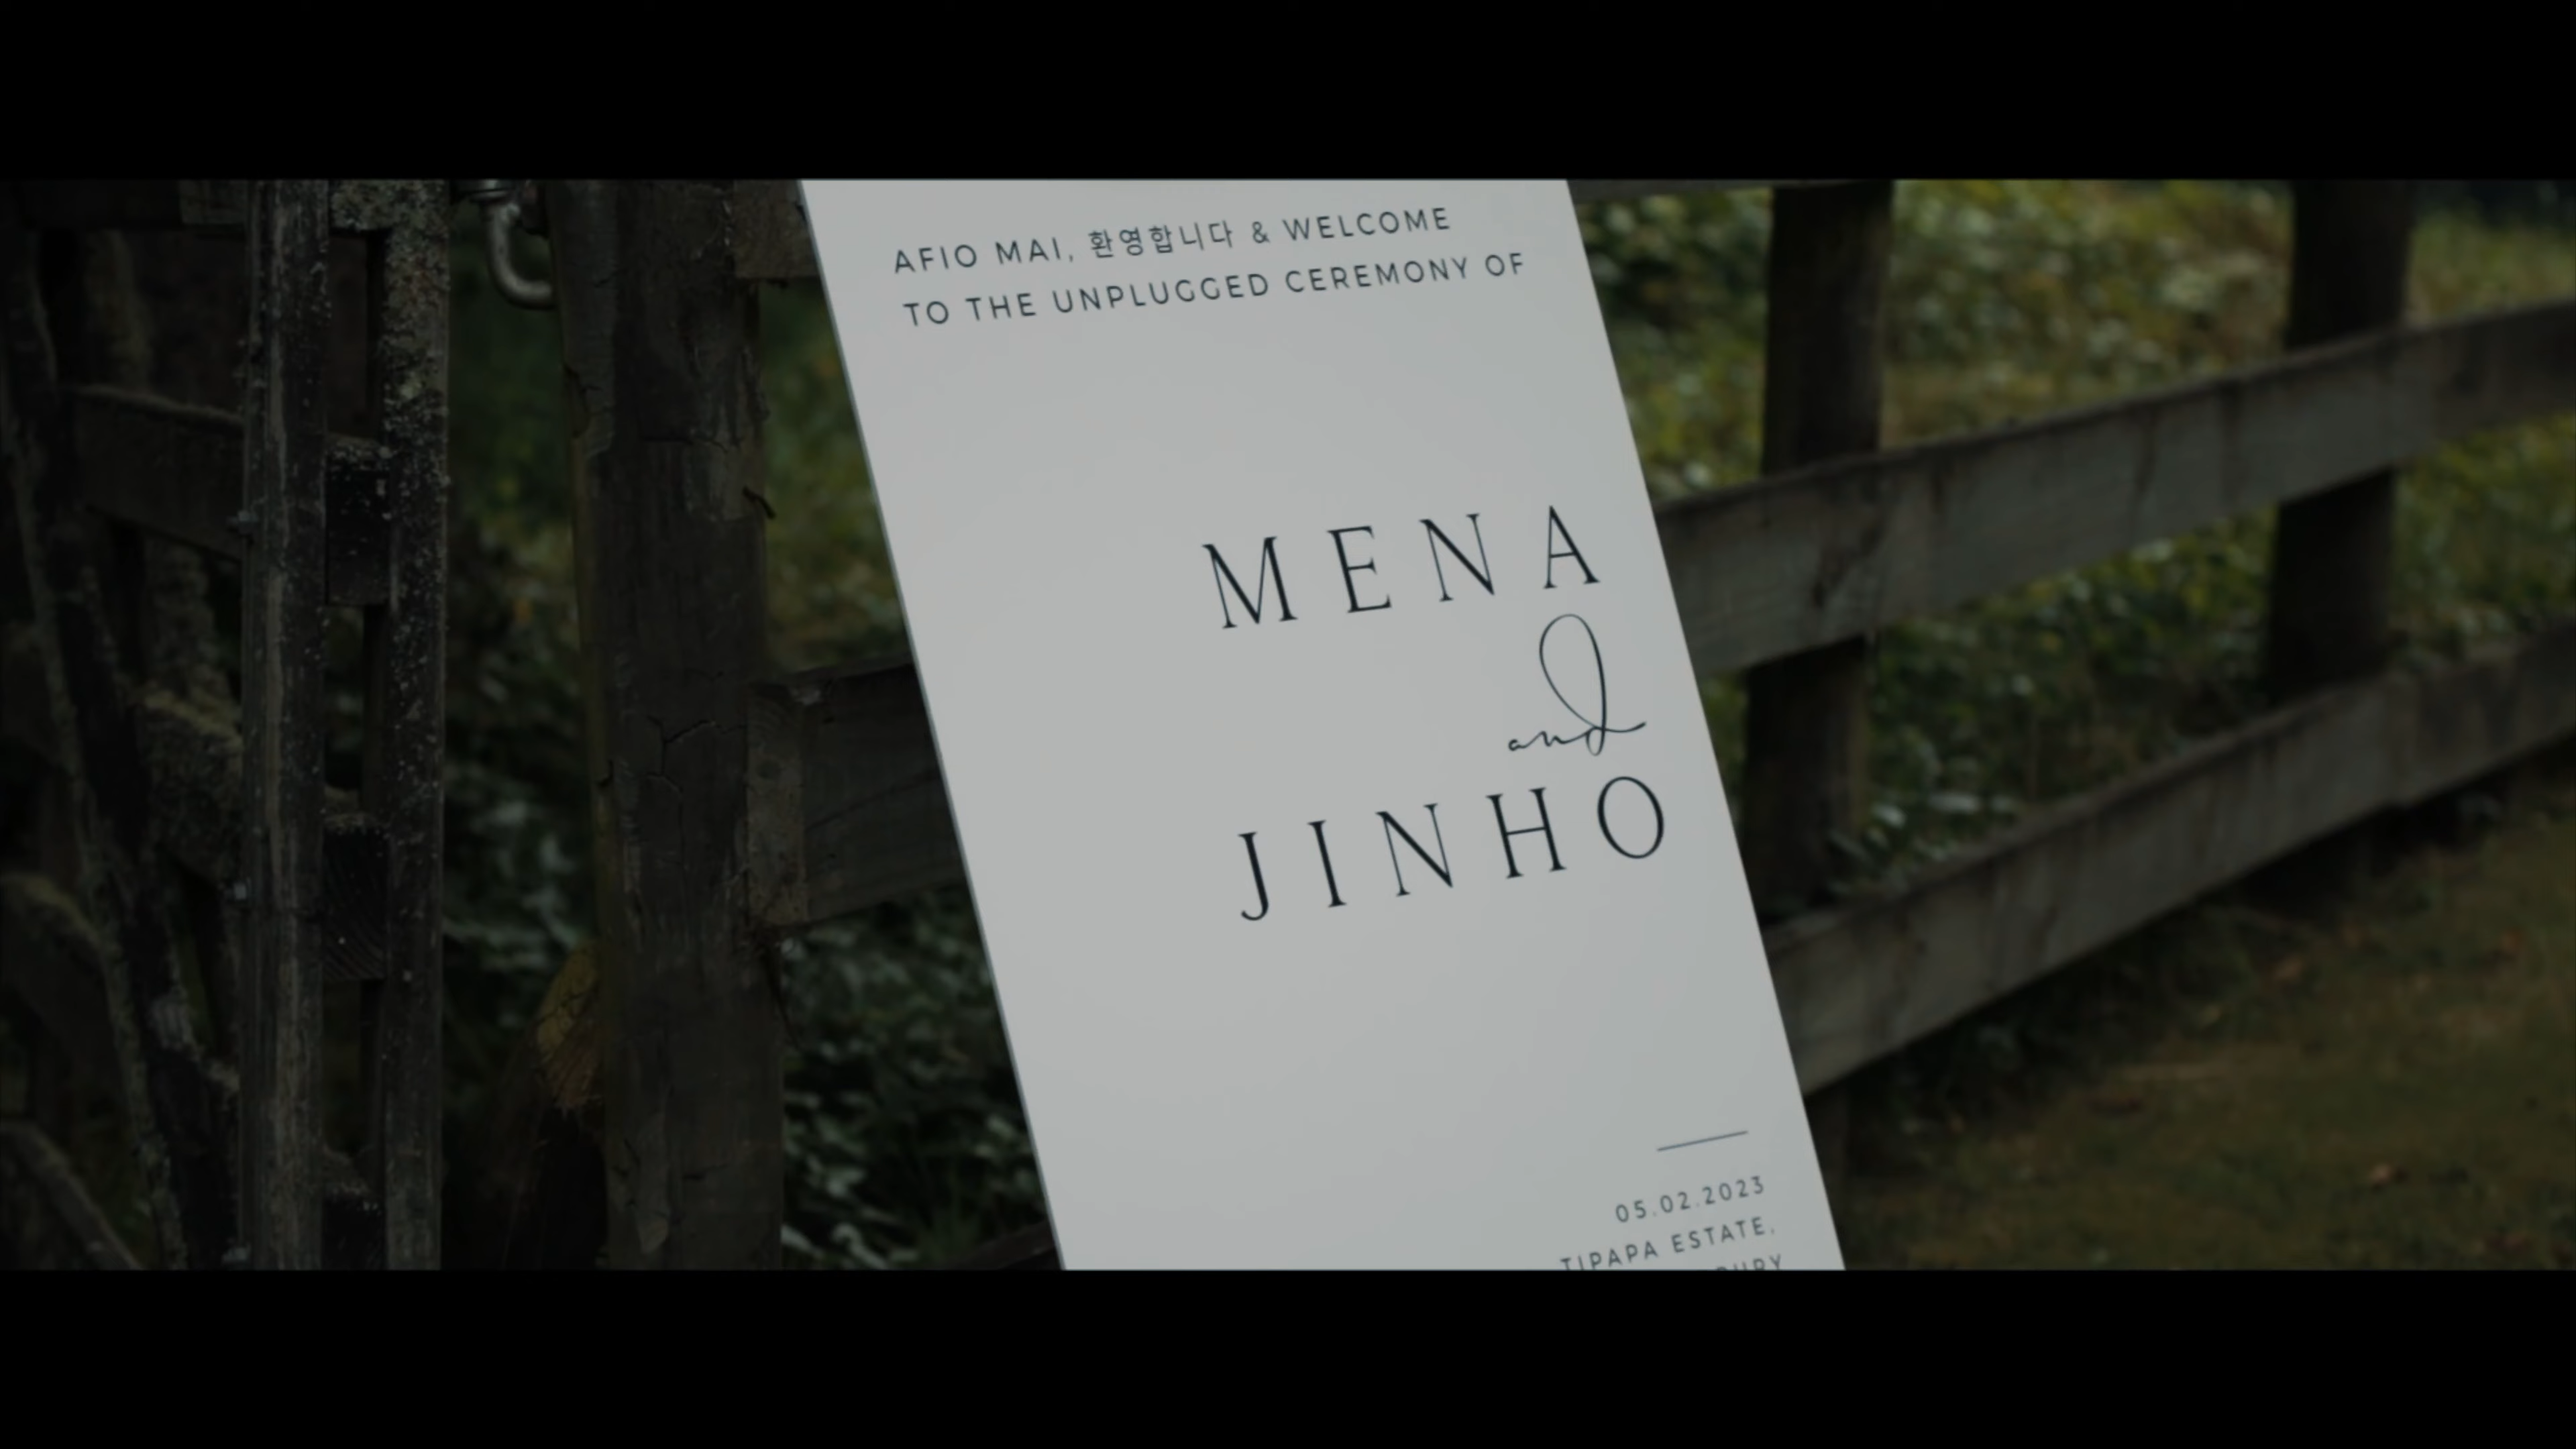 AFIO MAI, 환영합니다 & WELCOME
TO THE UNPLUGGED CEREMONY OF
MENA
and
JINHO
05.02.2023
TIPAPA ESTATE,